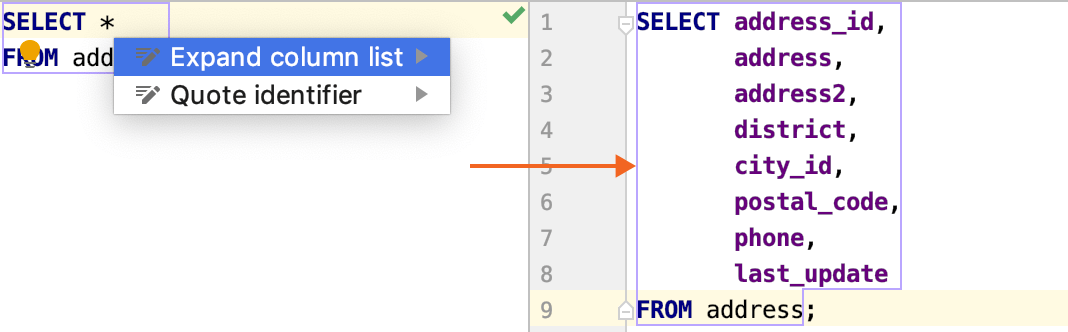 SELECT *
FROM add
Expand column list
Quote identifier
1 SELECT address_id,
2 address,
3 address2,
4 district,
5 city_id,
6 postal_code,
7 phone,
8 last_update
9 FROM address;